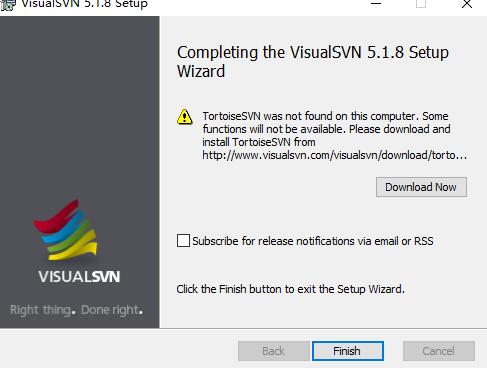 VisualSVN 5.1.8 Setup
Completing the VisualSVN 5.1.8 Setup
Wizard
TortoiseSVN was not found on this computer. Some
functions will not be available. Please download and
install TortoiseSVN from
http://www.visualsvn.com/visualsvn/download/torto...
Download Now
Subscribe for release notifications via email or RSS
VISUALSVN
Right thing. Done right.
Click the Finish button to exit the Setup Wizard.
Back
Finish
Cancel